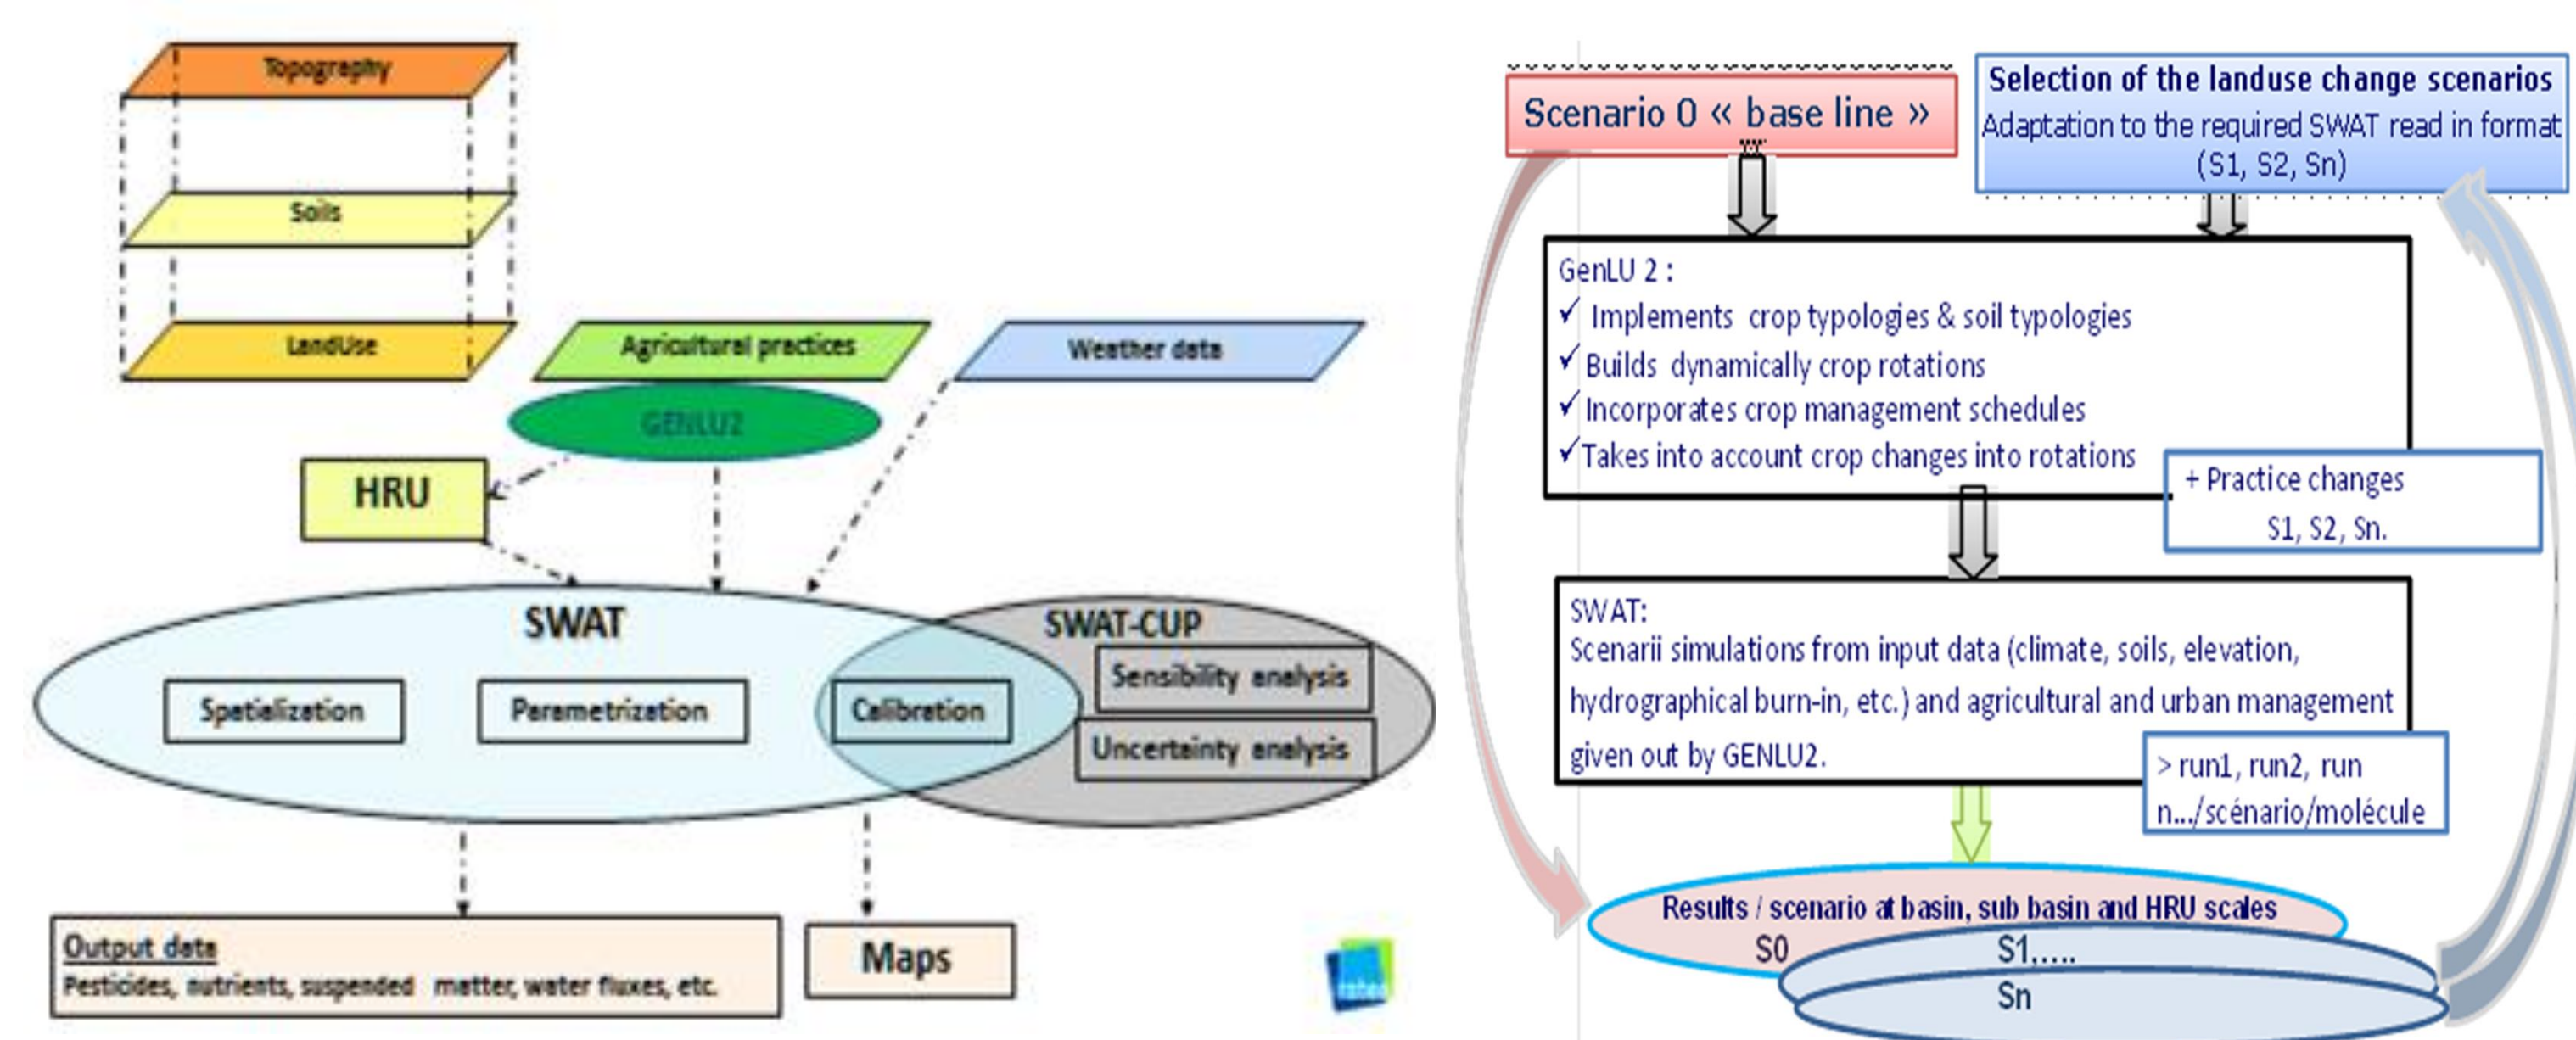 Topography
Soils
LandUse
Agricultural practices
Weather data
GENLU2
HRU
SWAT
SWAT-CUP
Spatialization
Parametrization
Calibration
Sensibility analysis
Uncertainty analysis
Output data
Pesticides, nutrients, suspended matter, water fluxes, etc.
Maps
Scenario 0 « base line »
Selection of the landuse change scenarios
Adaptation to the required SWAT read in format
(S1, S2, Sn)
GenLU 2 :
✓ Implements crop typologies & soil typologies
✓ Builds dynamically crop rotations
✓ Incorporates crop management schedules
✓ Takes into account crop changes into rotations
+ Practice changes
S1, S2, Sn.
SWAT:
Scenarii simulations from input data (climate, soils, elevation,
hydrographical burn-in, etc.) and agricultural and urban management
given out by GENLU2.
> run1, run2, run
n.../scénario/molécule
Results / scenario at basin, sub basin and HRU scales
S0
S1,....
Sn